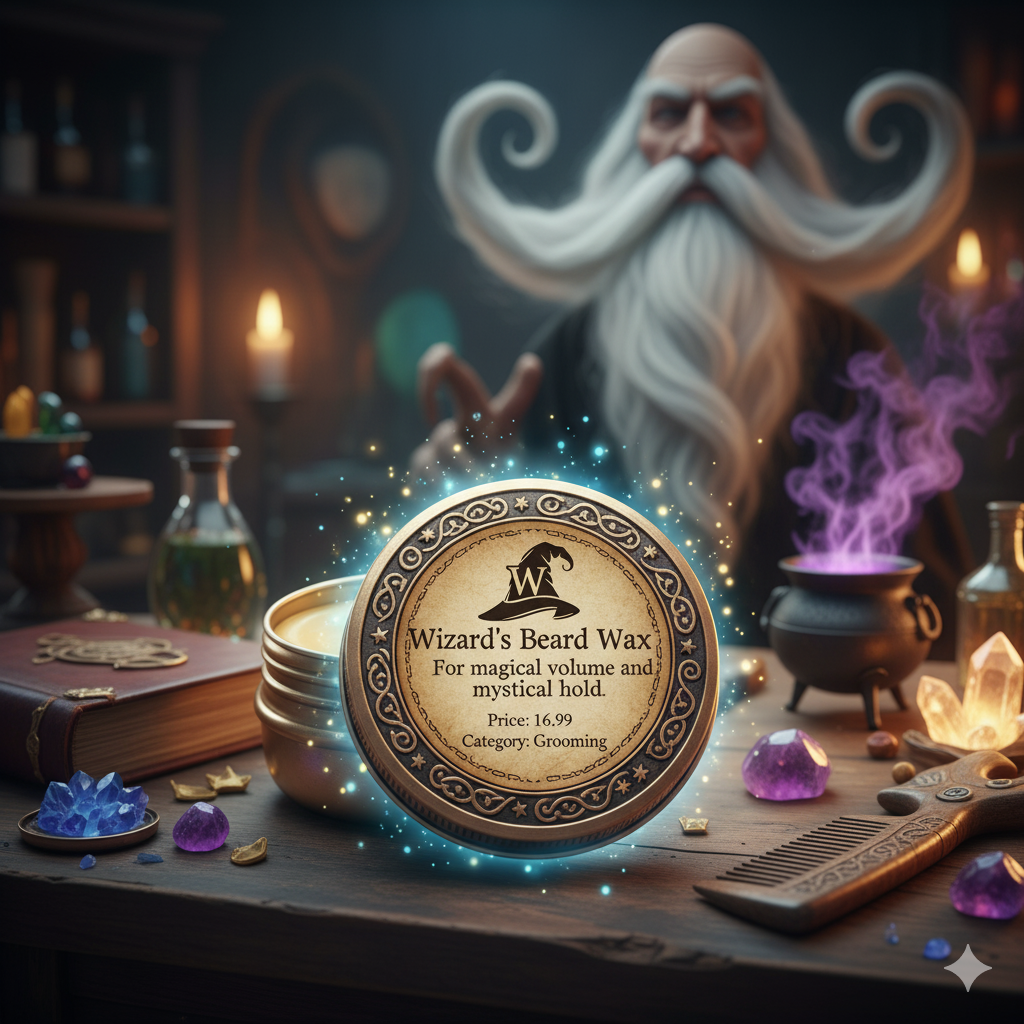 W
Wizard's Beard Wax
For magical volume and
mystical hold.
Price: 16.99
Category: Grooming